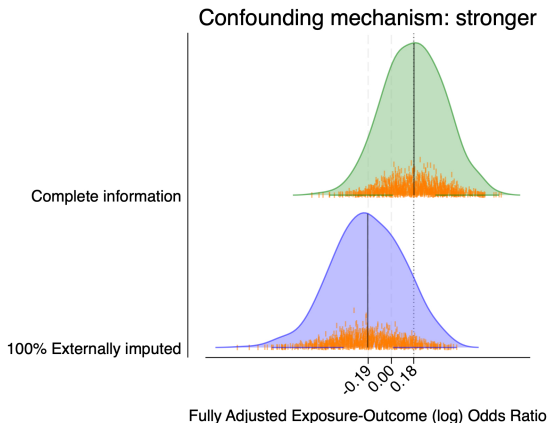 Confounding mechanism: stronger
Complete information
100% Externally imputed
-0.19
0.00
0.18
Fully Adjusted Exposure-Outcome (log) Odds Ratio